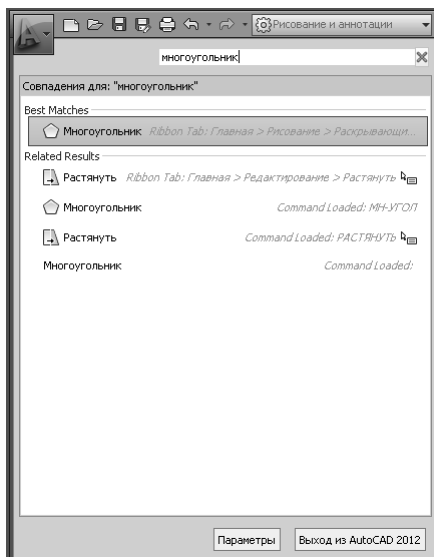 Рисование и аннотации
многоугольник
Совпадения для: "многоугольник"
Best Matches
Многоугольник Ribbon Tab: Главная > Рисование > Раскрывающи...
Related Results
Растянуть Ribbon Tab: Главная > Редактирование > Растянуть
Многоугольник Command Loaded: МН-УГОЛ
Растянуть Command Loaded: РАСТЯНУТЬ
Многоугольник Command Loaded:
Параметры Выход из AutoCAD 2012